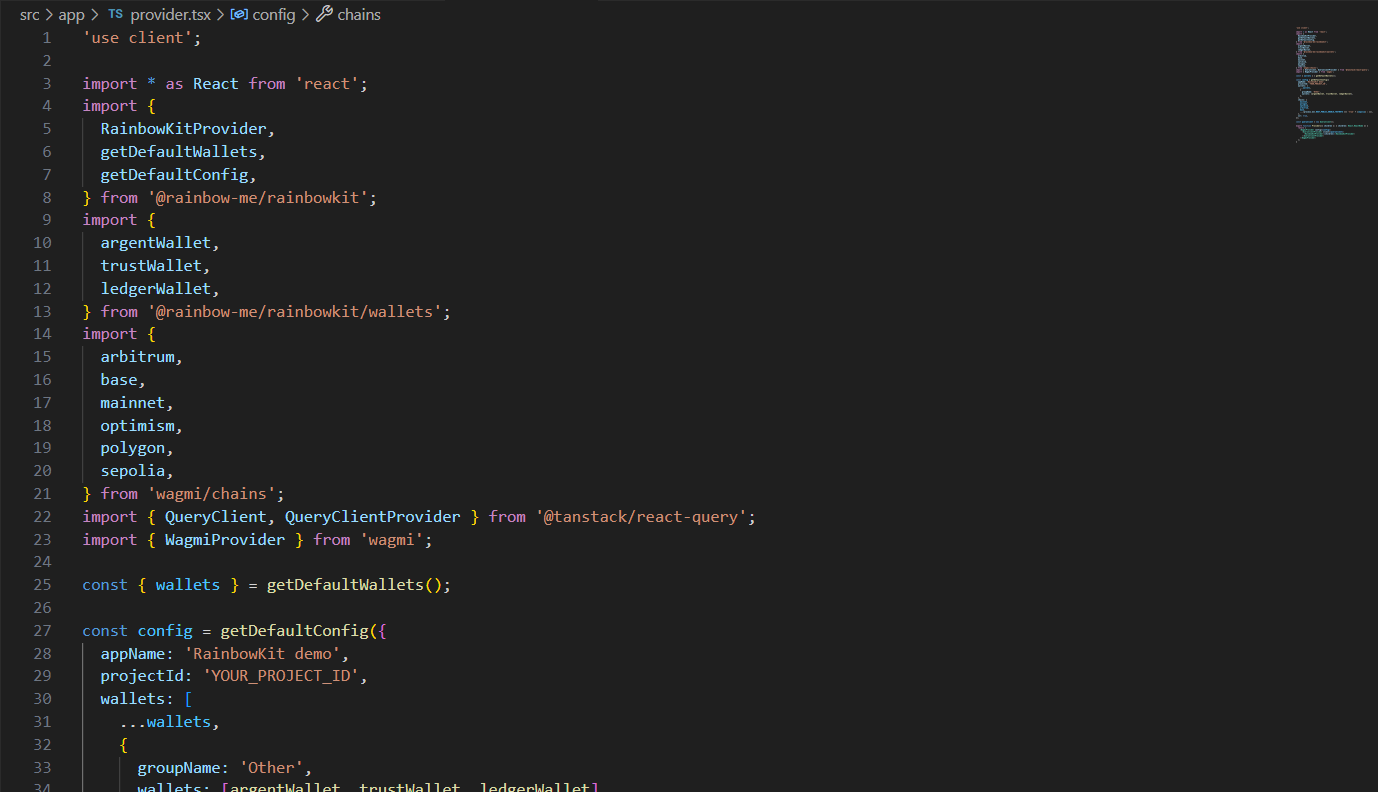 src > app > TS provider.tsx > config > chains
1 'use client';
2
3 import * as React from 'react';
4 import {
5   RainbowKitProvider,
6   getDefaultWallets,
7   getDefaultConfig,
8 } from '@rainbow-me/rainbowkit';
9 import {
10   argentWallet,
11   trustWallet,
12   ledgerWallet,
13 } from '@rainbow-me/rainbowkit/wallets';
14 import {
15   arbitrum,
16   base,
17   mainnet,
18   optimism,
19   polygon,
20   sepolia,
21 } from 'wagmi/chains';
22 import { QueryClient, QueryClientProvider } from '@tanstack/react-query';
23 import { WagmiProvider } from 'wagmi';
24
25 const { wallets } = getDefaultWallets();
26
27 const config = getDefaultConfig({
28   appName: 'RainbowKit demo',
29   projectId: 'YOUR_PROJECT_ID',
30   wallets: [
31     ...wallets,
32     {
33       groupName: 'Other',
34       wallets: [argentWallet, trustWallet, ledgerWallet]